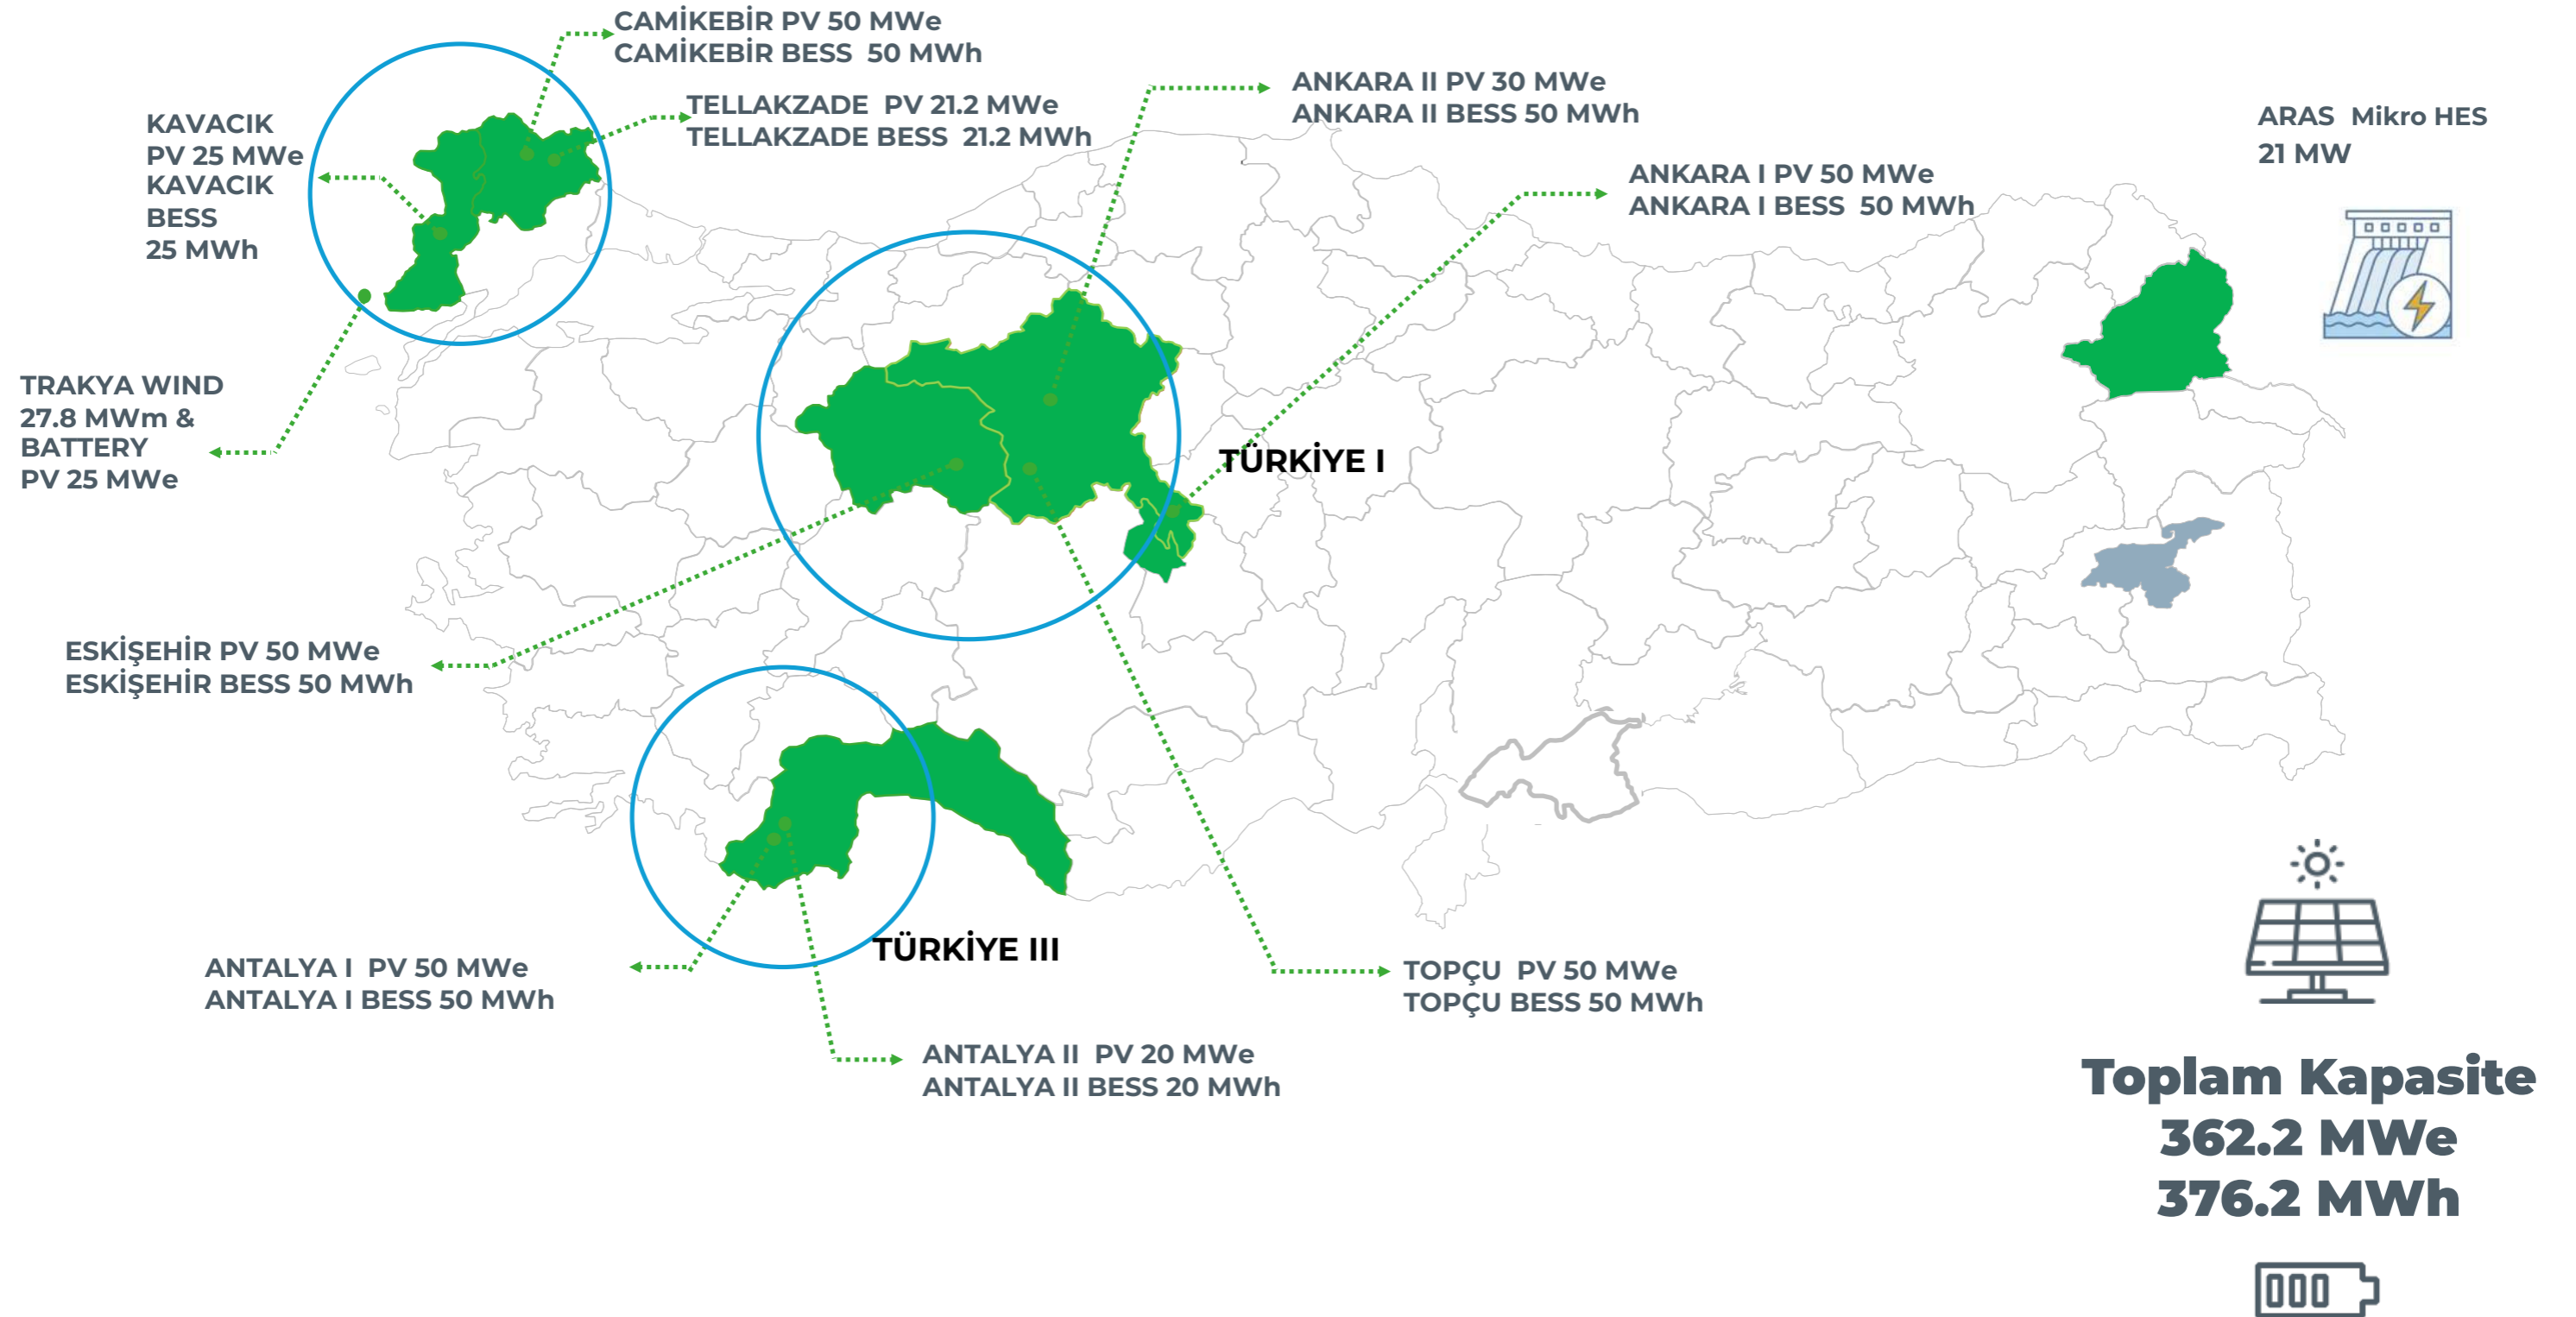 CAMİKEBİR PV 50 MWe
CAMİKEBİR BESS 50 MWh
TELLAKZADE PV 21.2 MWe
TELLAKZADE BESS 21.2 MWh
KAVACIK
PV 25 MWe
KAVACIK
BESS
25 MWh
ANKARA II PV 30 MWe
ANKARA II BESS 50 MWh
ANKARA I PV 50 MWe
ANKARA I BESS 50 MWh
ARAS Mikro HES
21 MW
TRAKYA WIND
27.8 MWm &
BATTERY
PV 25 MWe
TÜRKİYE I
ESKİŞEHİR PV 50 MWe
ESKİŞEHİR BESS 50 MWh
TÜRKİYE III
ANTALYA I PV 50 MWe
ANTALYA I BESS 50 MWh
TOPÇU PV 50 MWe
TOPÇU BESS 50 MWh
ANTALYA II PV 20 MWe
ANTALYA II BESS 20 MWh
Toplam Kapasite
362.2 MWe
376.2 MWh